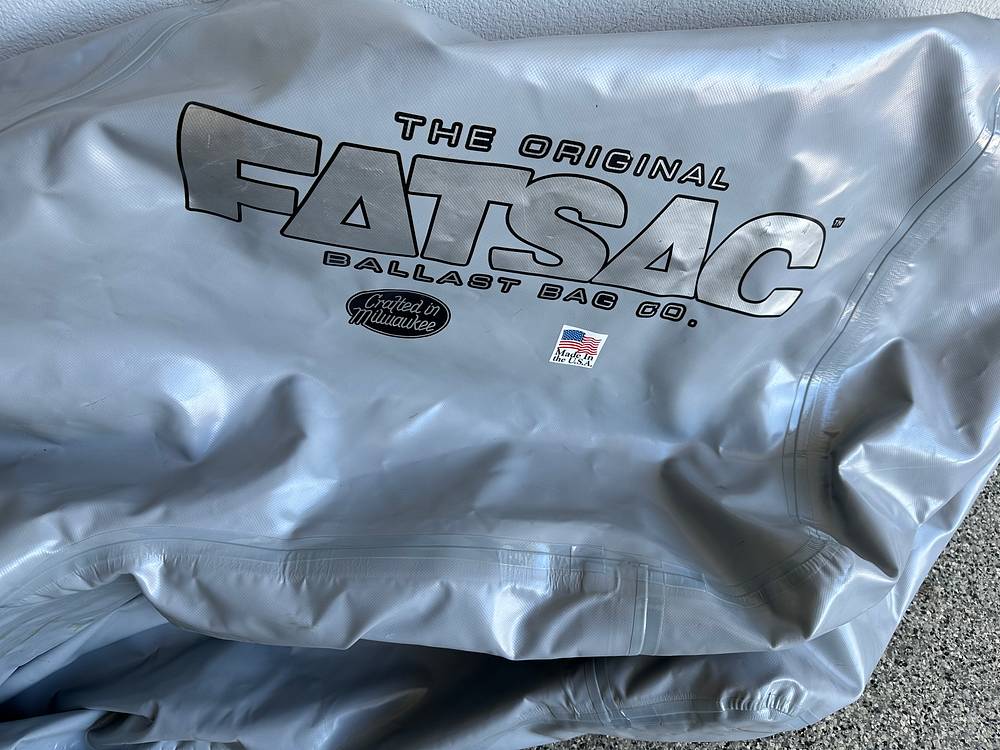 THE ORIGINAL
FATSAC™
BALLAST BAG CO.
Crafted in
Milwaukee
Made in
the U.S.A.